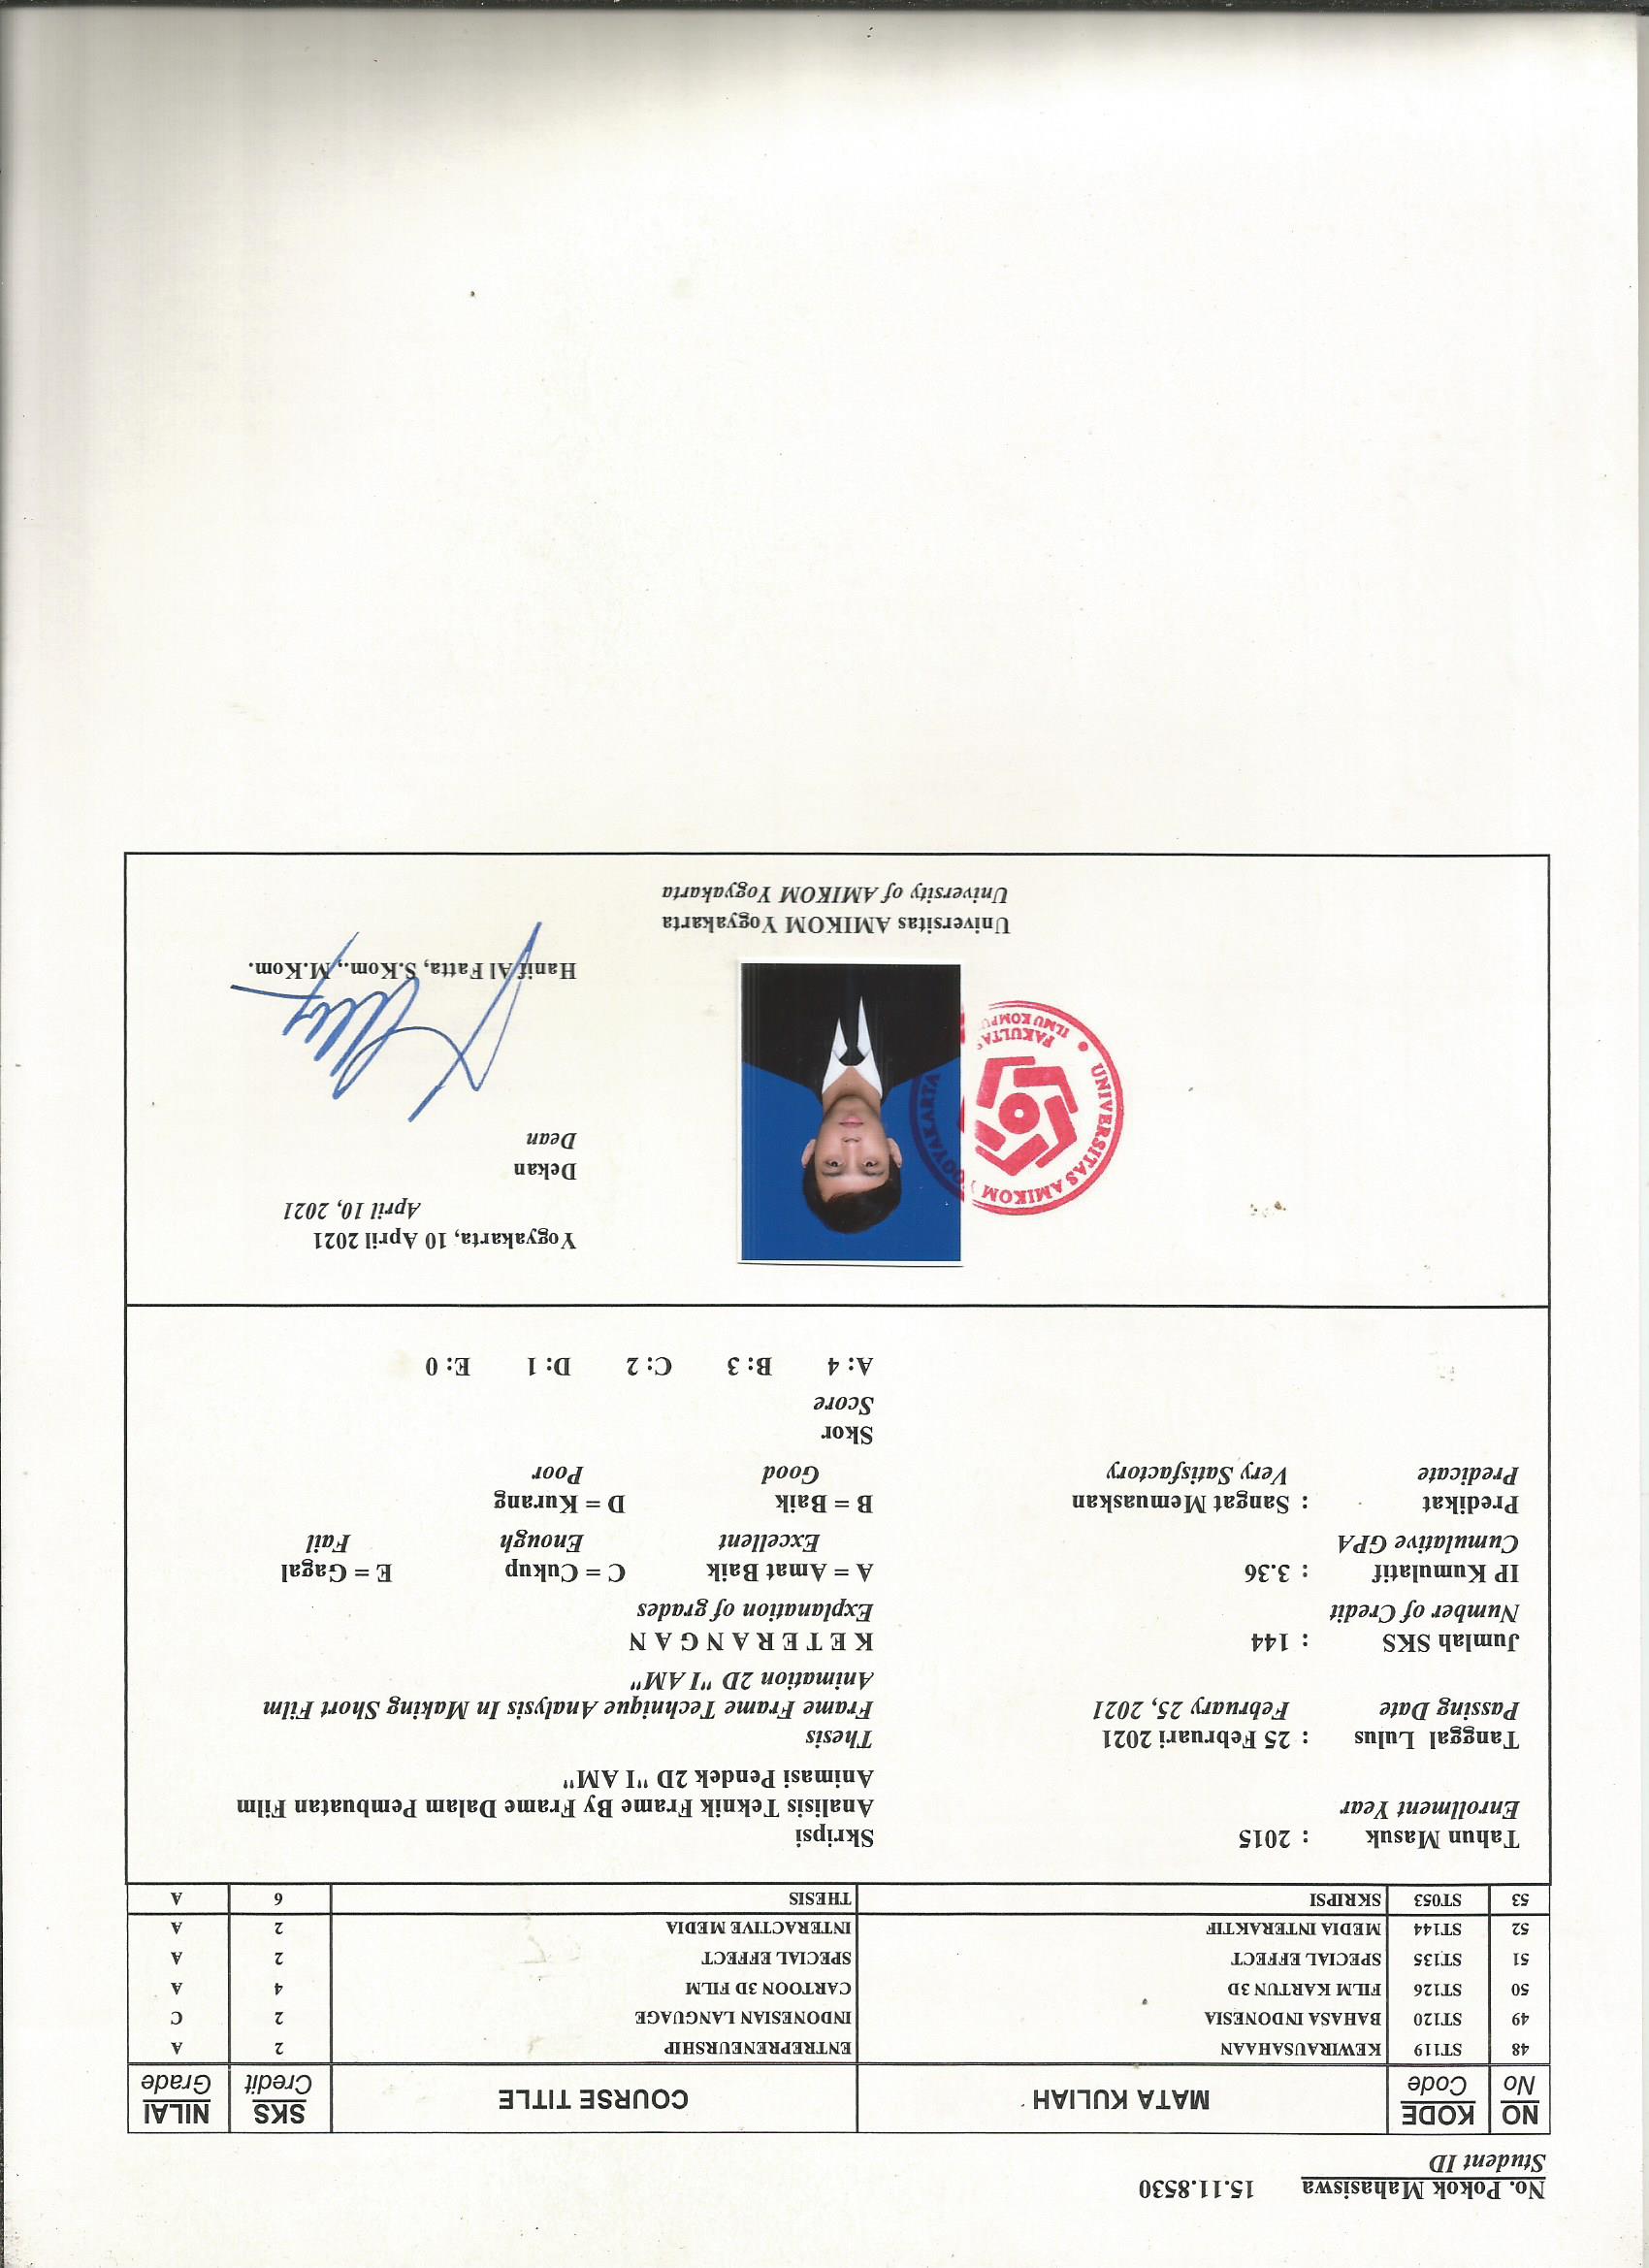 No. Pokok Mahasiswa 15.11.8530
Student ID
NO KODE MATA KULIAH COURSE TITLE SKS NILAI
No Code Credit Grade
48 ST119 KEWIRAUSAHAAN ENTREPRENEURSHIP 2 A
49 ST120 BAHASA INDONESIA INDONESIAN LANGUAGE 2 C
50 ST126 FILM KARTUN 3D CARTOON 3D FILM 4 A
51 ST135 SPECIAL EFFECT SPECIAL EFFECT 2 A
52 ST144 MEDIA INTERAKTIF INTERACTIVE MEDIA 2 A
53 ST053 SKRIPSI THESIS 6 A
Tahun Masuk : 2015
Enrollment Year
Tanggal Lulus : 25 Februari 2021
Passing Date February 25, 2021
Jumlah SKS : 144
Number of Credit
IP Kumulatif : 3.36
Cumulative GPA
Predikat : Sangat Memuaskan
Predicate Very Satisfactory
Skripsi
Analisis Teknik Frame By Frame Dalam Pembuatan Film
Animasi Pendek 2D "I AM"
Thesis
Frame Frame Technique Analysis In Making Short Film
Animation 2D "I AM"
K E T E R A N G A N
Explanation of grades
A = Amat Baik C = Cukup E = Gagal
Excellent Enough Fail
B = Baik D = Kurang
Good Poor
Skor
Score
A: 4 B: 3 C: 2 D: 1 E: 0
Yogyakarta, 10 April 2021
April 10, 2021
Dekan
Dean
Hanif Al Fatta, S.Kom., M.Kom.
UNIVERSITAS AMIKOM YOGYAKARTA
FAKULTAS
ILMU KOMP
Universitas AMIKOM Yogyakarta
University of AMIKOM Yogyakarta